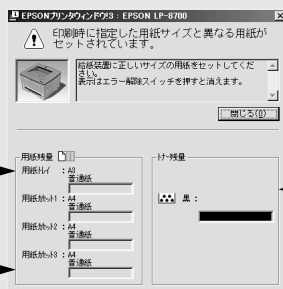 EPSONプリンタウィンドウ!3 : EPSON LP-8700
印刷時に指定した用紙サイズと異なる用紙が
セットされています。
給紙装置に正しいサイズの用紙をセットしてくだ
さい。
表示はエラー解除スイッチを押すと消えます。
閉じる(O)
用紙残量
トナー残量
用紙トレイ : A3
普通紙
黒 :
用紙カセット1 : A4
普通紙
用紙カセット2 : A4
普通紙
用紙カセット3 : A4
普通紙